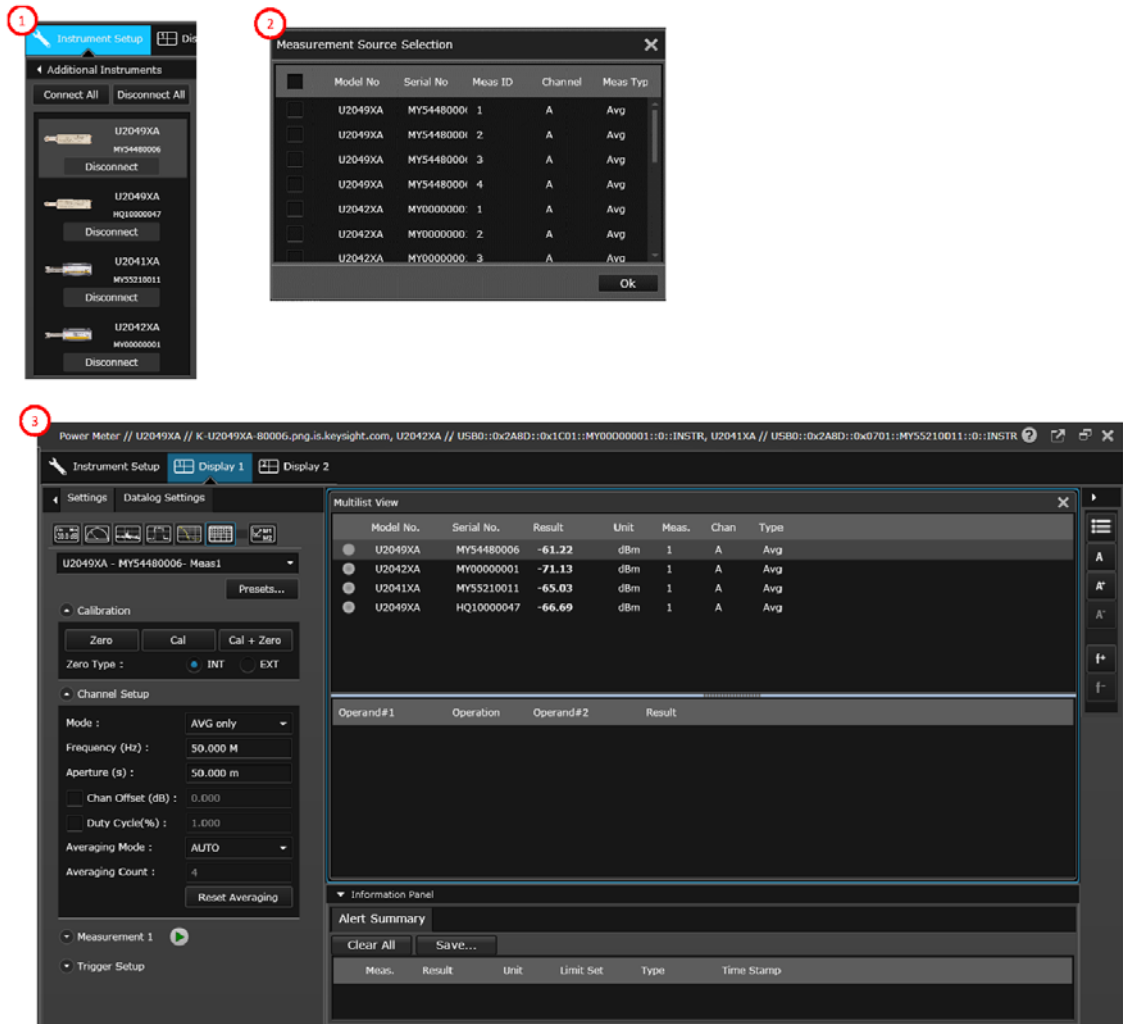 1
Instrument Setup Dis
Additional Instruments
Connect All Disconnect All
U2049XA
MY54480006
Disconnect
U2049XA
HQ10000047
Disconnect
U2041XA
MY55210011
Disconnect
U2042XA
MY00000001
Disconnect
2
Measurement Source Selection
Model No Serial No Meas ID Channel Meas Typ
U2049XA MY5448000 1 A Avg
U2049XA MY5448000 2 A Avg
U2049XA MY5448000 3 A Avg
U2049XA MY5448000 4 A Avg
U2042XA MY0000000 1 A Avg
U2042XA MY0000000 2 A Avg
U2042XA MY0000000 3 A Avg
Ok
3
Power Meter // U2049XA // K-U2049XA-80006.png.is.keysight.com, U2042XA // USB0::0x2A8D::0x1C01::MY00000001::0::INSTR, U2041XA // USB0::0x2A8D::0x0701::MY55210011::0::INSTR ?
Instrument Setup Display 1 Display 2
Settings Datalog Settings
U2049XA - MY54480006- Meas1
Presets...
Calibration
Zero Cal Cal + Zero
Zero Type : INT EXT
Channel Setup
Mode : AVG only
Frequency (Hz) : 50.000 M
Aperture (s) : 50.000 m
Chan Offset (dB) : 0.000
Duty Cycle(%) : 1.000
Averaging Mode : AUTO
Averaging Count : 4
Reset Averaging
Measurement 1
Trigger Setup
Multilist View
Model No. Serial No. Result Unit Meas. Chan Type
U2049XA MY54480006 -61.22 dBm 1 A Avg
U2042XA MY00000001 -71.13 dBm 1 A Avg
U2041XA MY55210011 -65.03 dBm 1 A Avg
U2049XA HQ10000047 -66.69 dBm 1 A Avg
Operand#1 Operation Operand#2 Result
Information Panel
Alert Summary
Clear All Save...
Meas. Result Unit Limit Set Type Time Stamp
A
A+
A-
f+
f-